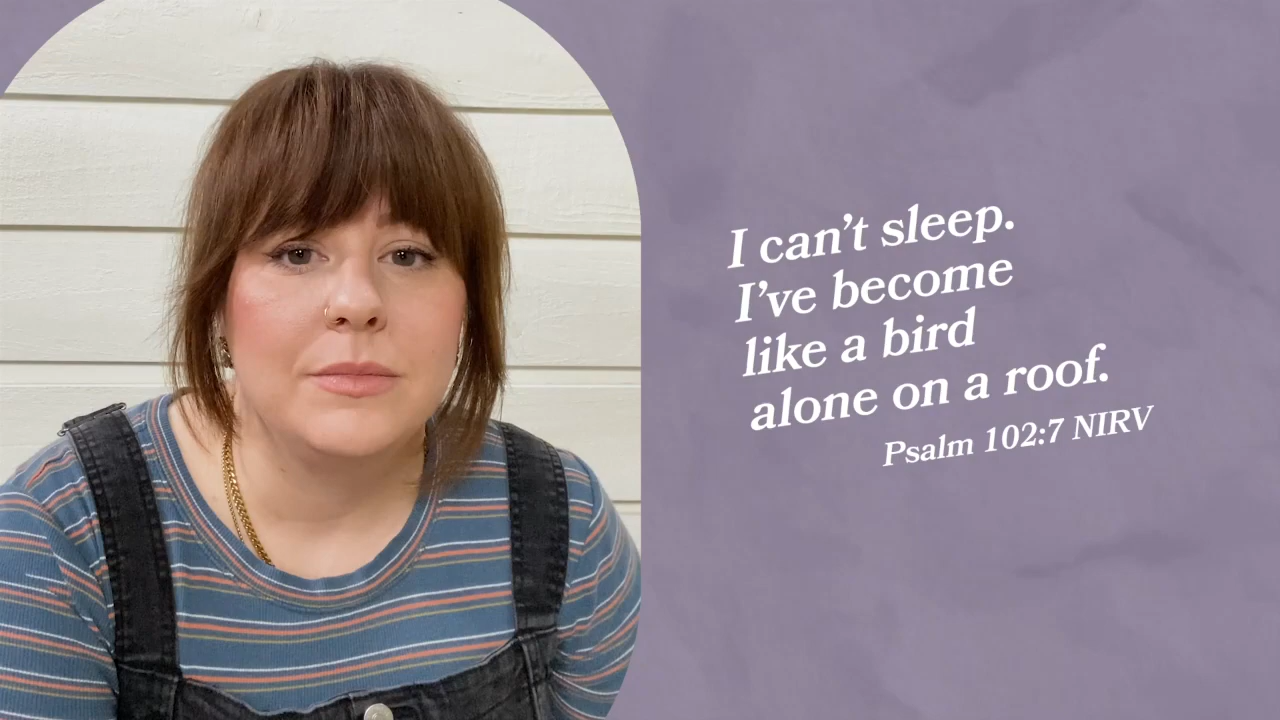 I can’t sleep.
I’ve become
like a bird
alone on a roof.
Psalm 102:7 NIRV